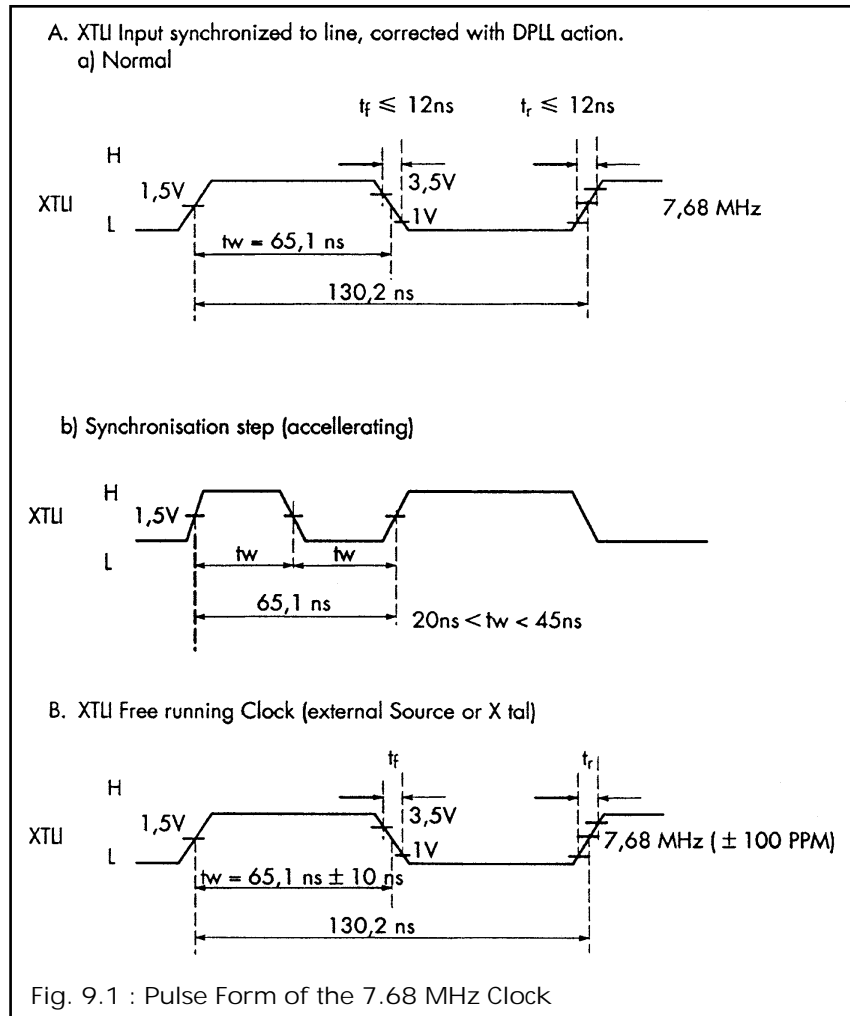 A. XTLI Input synchronized to line, corrected with DPLL action.
a) Normal
tf ≤ 12ns
tr ≤ 12ns
H
1,5V
3,5V
XTLI
7,68 MHz
L
1V
tw = 65,1 ns
130,2 ns
b) Synchronisation step (accellerating)
H
XTLI
1,5V
L
tw
tw
65,1 ns
20ns < tw < 45ns
B. XTLI Free running Clock (external Source or X tal)
tf
tr
H
1,5V
3,5V
XTLI
7,68 MHz ( ± 100 PPM)
L
1V
tw = 65,1 ns ± 10 ns
130,2 ns
Fig. 9.1 : Pulse Form of the 7.68 MHz Clock